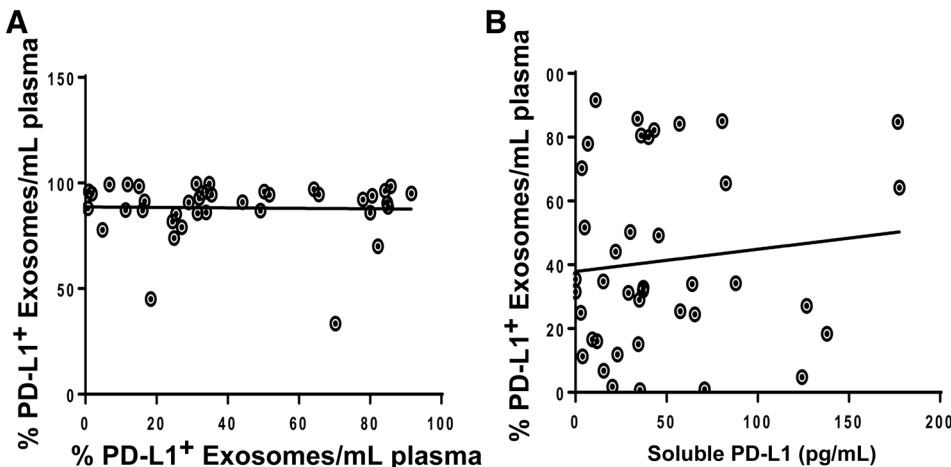 A
% PD-L1+ Exosomes/mL plasma
150
100
50
0
0 20 40 60 80 100
% PD-L1+ Exosomes/mL plasma
B
% PD-L1+ Exosomes/mL plasma
00
80
60
40
20
0
0 50 100 150 200
Soluble PD-L1 (pg/mL)